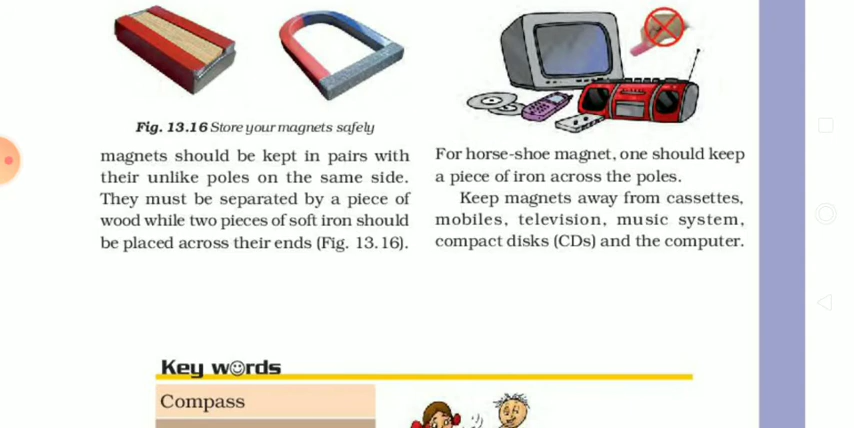 Fig. 13.16 Store your magnets safely
magnets should be kept in pairs with
their unlike poles on the same side.
They must be separated by a piece of
wood while two pieces of soft iron should
be placed across their ends (Fig. 13.16).
For horse-shoe magnet, one should keep
a piece of iron across the poles.
Keep magnets away from cassettes,
mobiles, television, music system,
compact disks (CDs) and the computer.
Key words
Compass